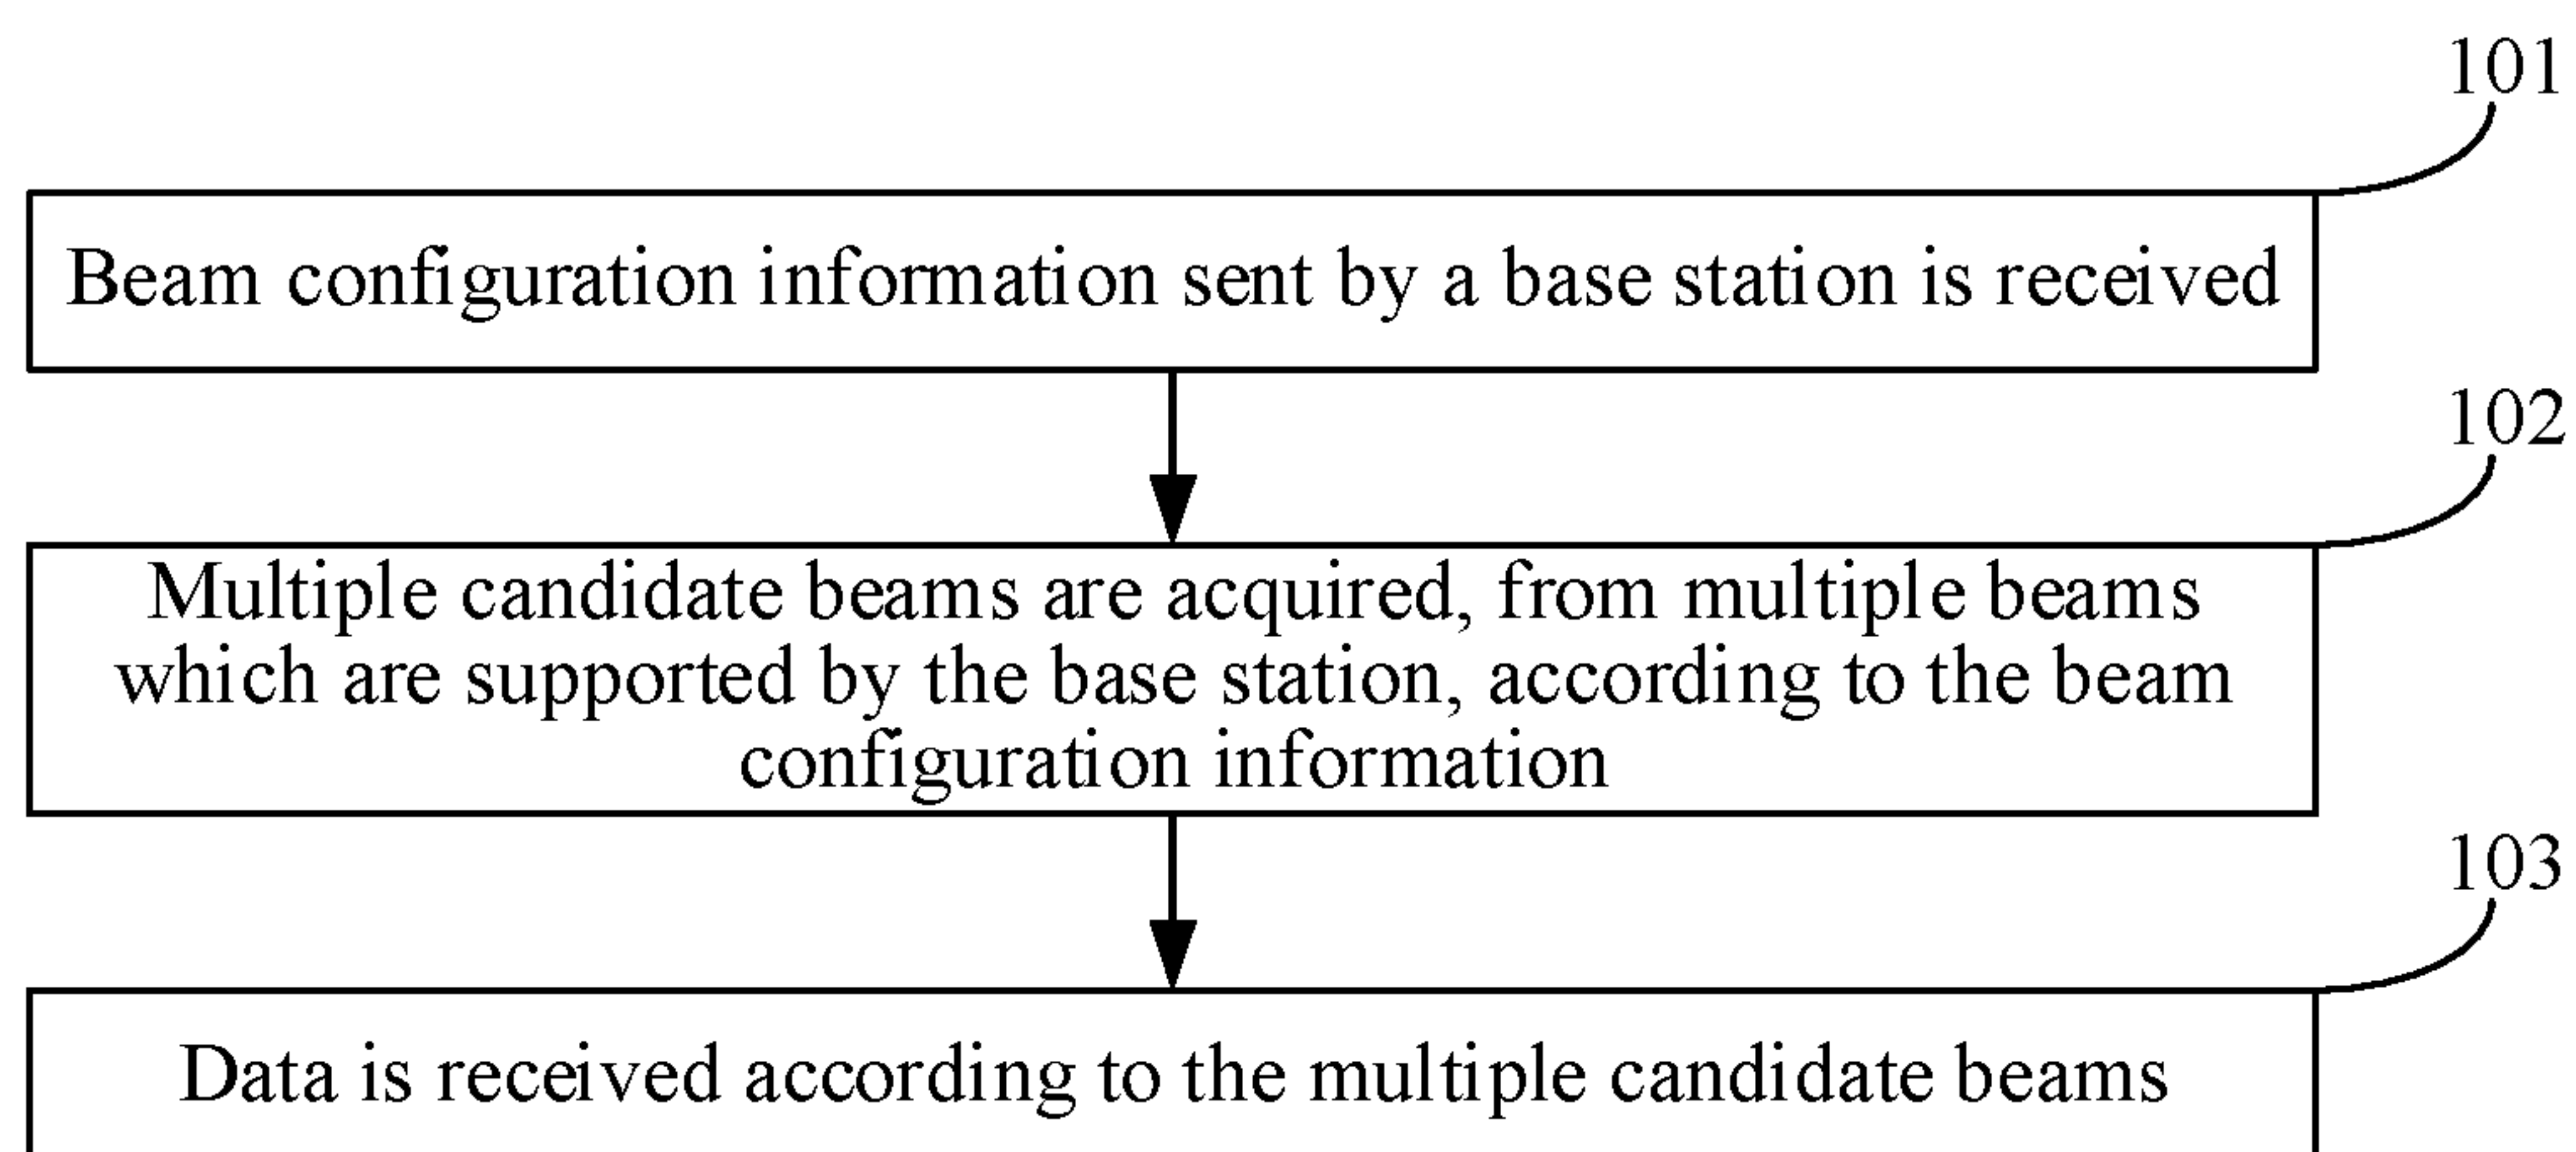 101
Beam configuration information sent by a base station is received
102
Multiple candidate beams are acquired, from multiple beams
which are supported by the base station, according to the beam
configuration information
103
Data is received according to the multiple candidate beams